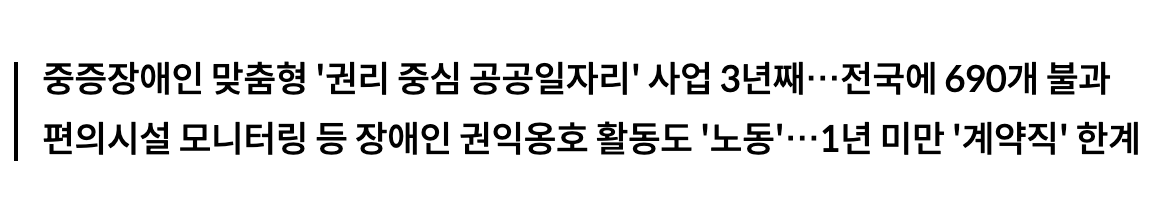 중증장애인 맞춤형 '권리 중심 공공일자리' 사업 3년째…전국에 690개 불과
편의시설 모니터링 등 장애인 권익옹호 활동도 '노동'…1년 미만 '계약직' 한계